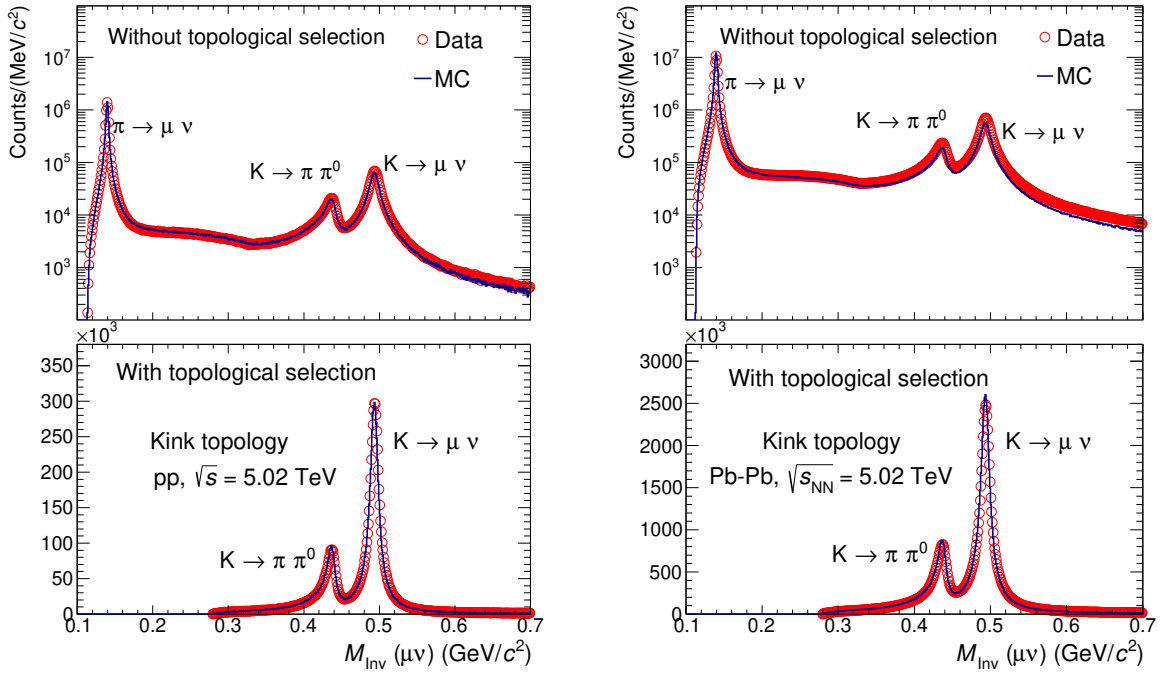 Counts/(MeV/c²)
10⁷
10⁶
10⁵
10⁴
10³
Without topological selection
Data
MC
π → μ ν
K → π π⁰
K → μ ν
Counts/(MeV/c²)
10⁷
10⁶
10⁵
10⁴
10³
Without topological selection
Data
MC
π → μ ν
K → π π⁰
K → μ ν
×10³
350
300
250
200
150
100
50
0
With topological selection
Kink topology
pp, √s = 5.02 TeV
K → μ ν
K → π π⁰
0.1 0.2 0.3 0.4 0.5 0.6 0.7
M_Inv (μν) (GeV/c²)
×10³
3000
2500
2000
1500
1000
500
0
With topological selection
Kink topology
Pb-Pb, √s_NN = 5.02 TeV
K → μ ν
K → π π⁰
0.1 0.2 0.3 0.4 0.5 0.6 0.7
M_Inv (μν) (GeV/c²)